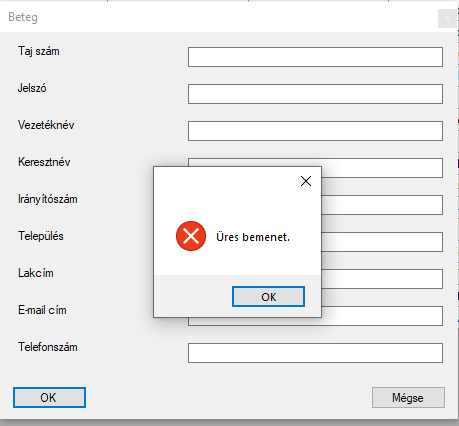 Beteg
Taj szám
Jelszó
Vezetéknév
Keresztnév
Irányítószám
Üres bemenet.
Település
Lakcím
OK
E-mail cím
Telefonszám
OK
Mégse